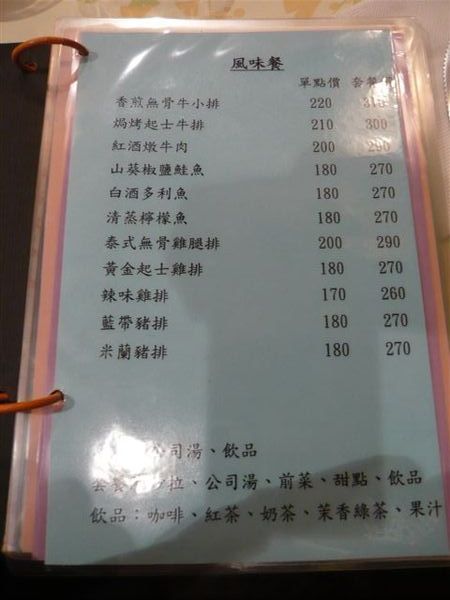 風味餐
單點價 套餐價
香煎無骨牛小排 220 310
焗烤起士牛排 210 300
紅酒燉牛肉 200 290
山葵椒鹽鮭魚 180 270
白酒多利魚 180 270
清蒸檸檬魚 180 270
泰式無骨雞腿排 200 290
黃金起士雞排 180 270
辣味雞排 170 260
藍帶豬排 180 270
米蘭豬排 180 270
公司湯、飲品
套餐 沙拉、公司湯、前菜、甜點、飲品
飲品：咖啡、紅茶、奶茶、茉香綠茶、果汁